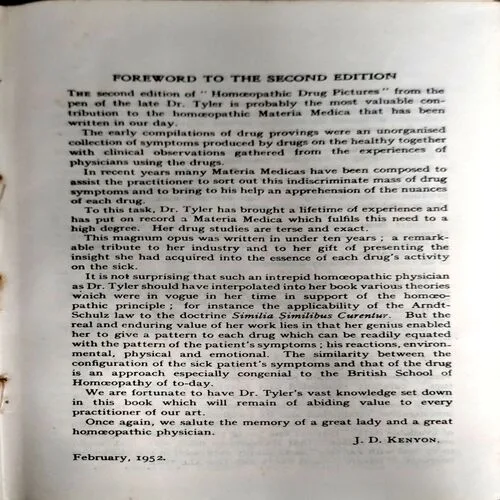 FOREWORD TO THE SECOND EDITION
THE second edition of " Homœopathic Drug Pictures " from the
pen of the late Dr. Tyler is probably the most valuable con-
tribution to the homœopathic Materia Medica that has been
written in our day.
The early compilations of drug provings were an unorganised
collection of symptoms produced by drugs on the healthy together
with clinical observations gathered from the experiences of
physicians using the drugs.
In recent years many Materia Medicas have been composed to
assist the practitioner to sort out this indiscriminate mass of drug
symptoms and to bring to his help an apprehension of the nuances
of each drug.
To this task, Dr. Tyler has brought a lifetime of experience and
has put on record a Materia Medica which fulfils this need to a
high degree. Her drug studies are terse and exact.
This magnum opus was written in under ten years ; a remark-
able tribute to her industry and to her gift of presenting the
insight she had acquired into the essence of each drug's activity
on the sick.
It is not surprising that such an intrepid homœopathic physician
as Dr. Tyler should have interpolated into her book various theories
which were in vogue in her time in support of the homœo-
pathic principle ; for instance the applicability of the Arndt-
Schulz law to the doctrine Similia Similibus Curentur. But the
real and enduring value of her work lies in that her genius enabled
her to give a pattern to each drug which can be readily equated
with the pattern of the patient's symptoms ; his reactions, environ-
mental, physical and emotional. The similarity between the
configuration of the sick patient's symptoms and that of the drug
is an approach especially congenial to the British School of
Homœopathy of to-day.
We are fortunate to have Dr. Tyler's vast knowledge set down
in this book which will remain of abiding value to every
practitioner of our art.
Once again, we salute the memory of a great lady and a great
homœopathic physician.
J. D. KENYON.
February, 1952.